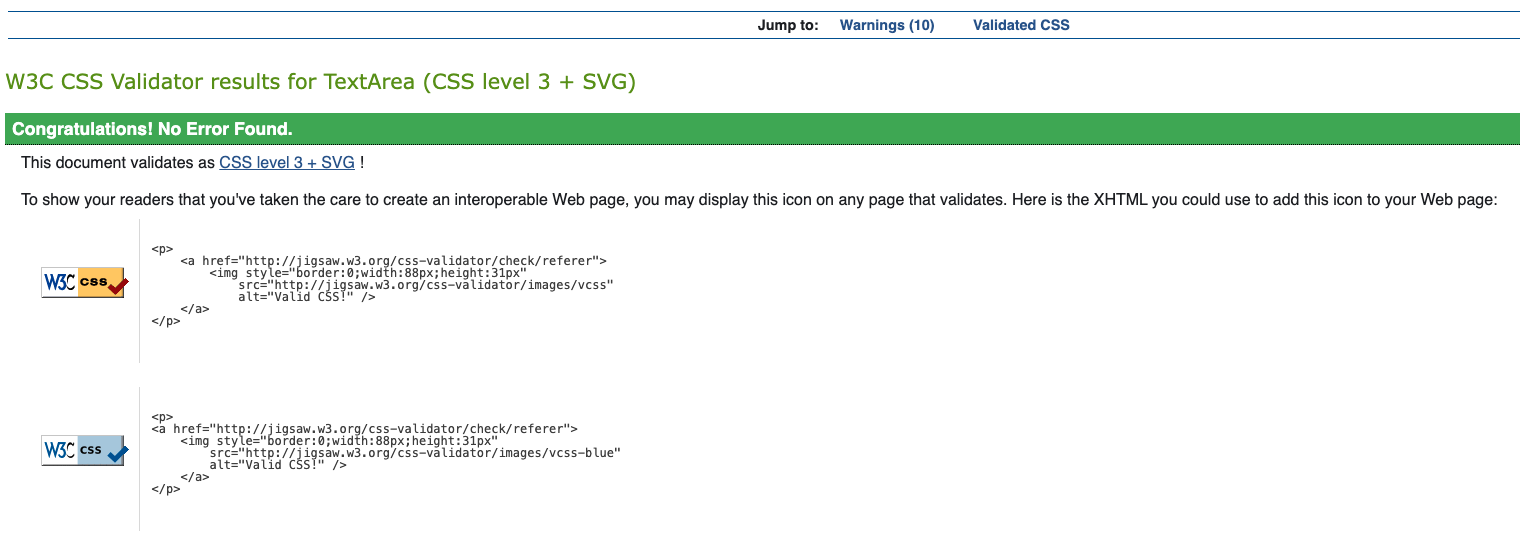 Jump to: Warnings (10) Validated CSS
W3C CSS Validator results for TextArea (CSS level 3 + SVG)
Congratulations! No Error Found.
This document validates as CSS level 3 + SVG !
To show your readers that you've taken the care to create an interoperable Web page, you may display this icon on any page that validates. Here is the XHTML you could use to add this icon to your Web page:
W3C css
<p>
<a href="http://jigsaw.w3.org/css-validator/check/referer">
<img style="border:0;width:88px;height:31px"
src="http://jigsaw.w3.org/css-validator/images/vcss"
alt="Valid CSS!" />
</a>
</p>
W3C css
<p>
<a href="http://jigsaw.w3.org/css-validator/check/referer">
<img style="border:0;width:88px;height:31px"
src="http://jigsaw.w3.org/css-validator/images/vcss-blue"
alt="Valid CSS!" />
</a>
</p>